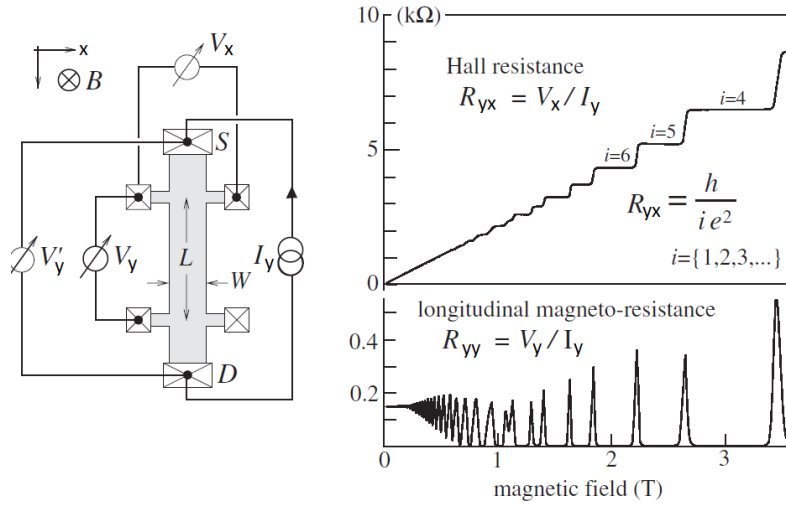 x
B
V_x
S
V'_y
V_y
L
W
I_y
D
10
(kΩ)
Hall resistance
R_yx = V_x / I_y
i=4
i=5
i=6
5
R_yx = h / i e²
i={1,2,3,...}
0
longitudinal magneto-resistance
R_yy = V_y / I_y
0.4
0.2
0 1 2 3
magnetic field (T)